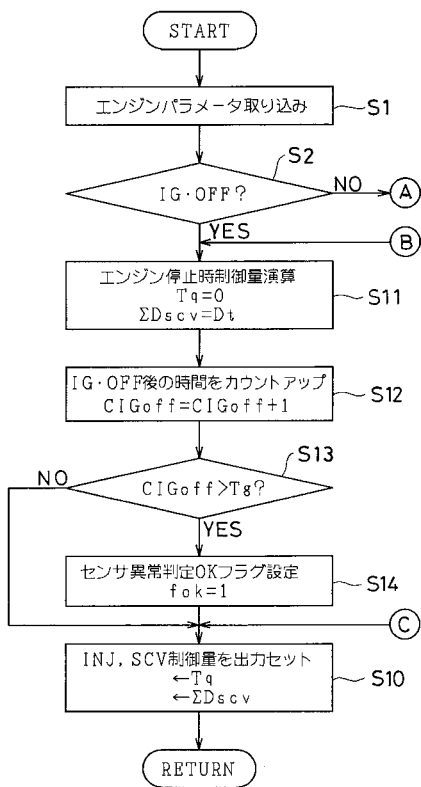 START
エンジンパラメータ取り込み
S1
S2
IG·OFF?
NO
A
YES
B
エンジン停止時制御量演算
Tq=0
ΣDscv=Dt
S11
IG·OFF後の時間をカウントアップ
CIGoff=CIGoff+1
S12
S13
NO
CIGoff>Tg?
YES
センサ異常判定OKフラグ設定
fok=1
S14
C
INJ,SCV制御量を出力セット
←Tq
←ΣDscv
S10
RETURN